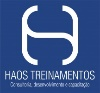 HAOS TREINAMENTOS
Consultoria, desenvolvimento e capacitação